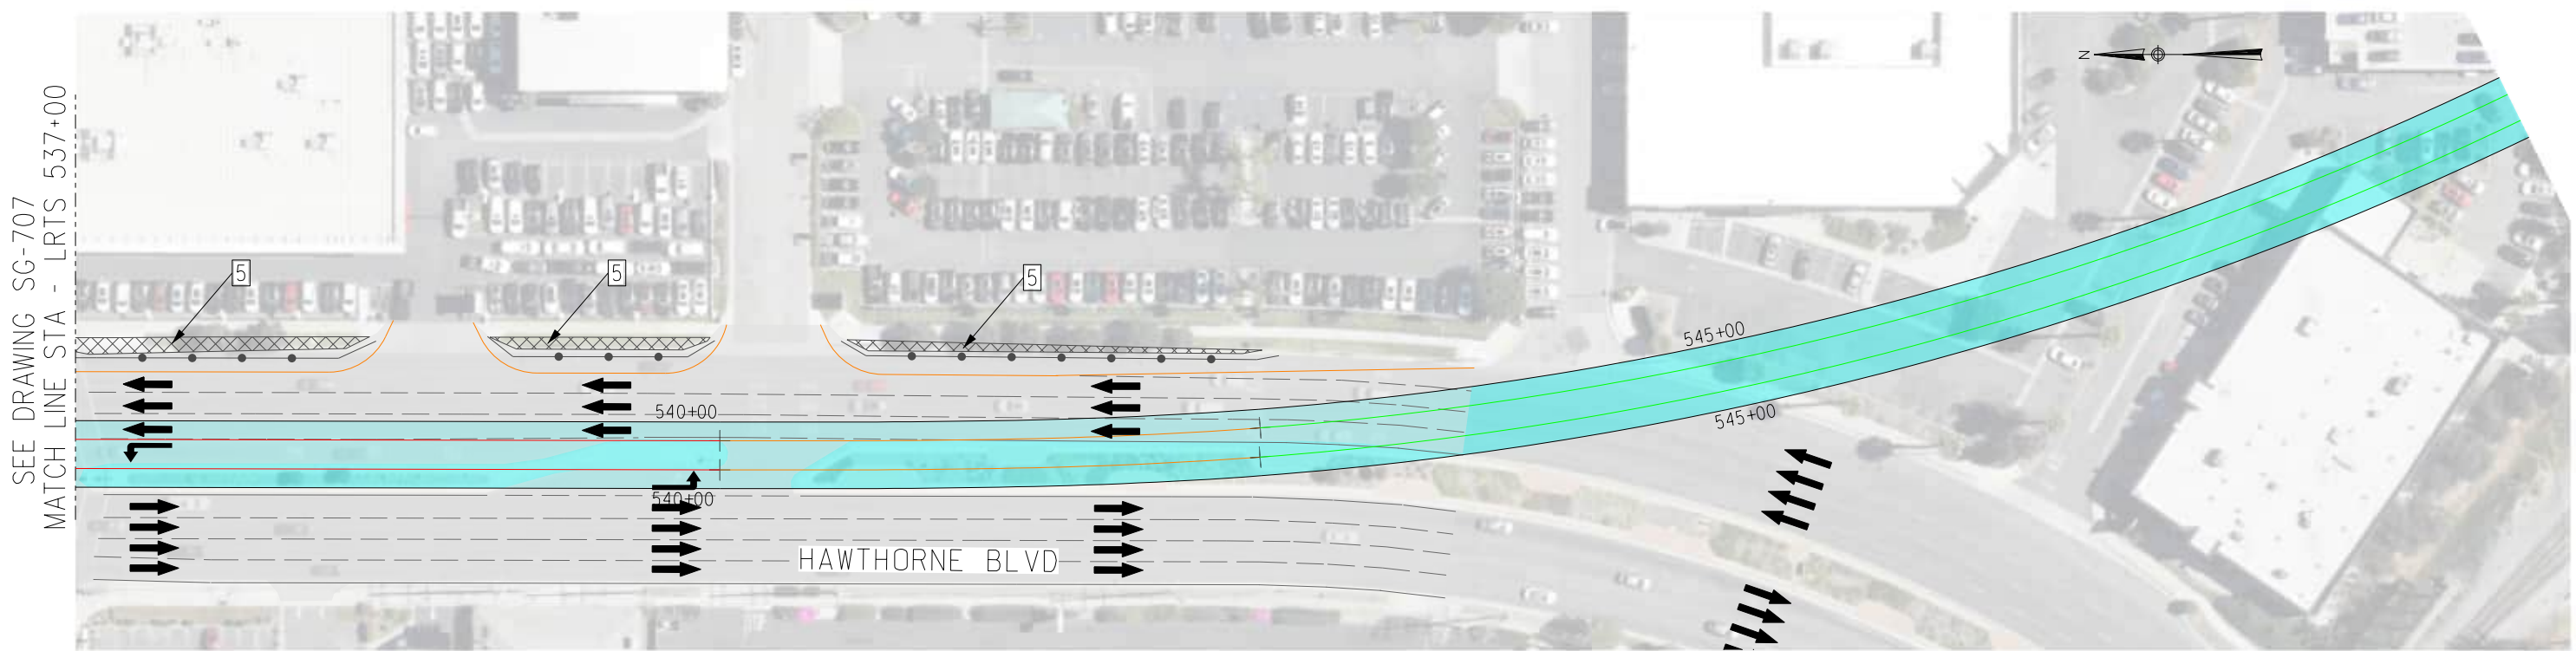 SEE DRAWING SG-707
MATCH LINE STA - LRTS 537+00
N
5
5
5
545+00
545+00
540+00
540+00
HAWTHORNE BLVD